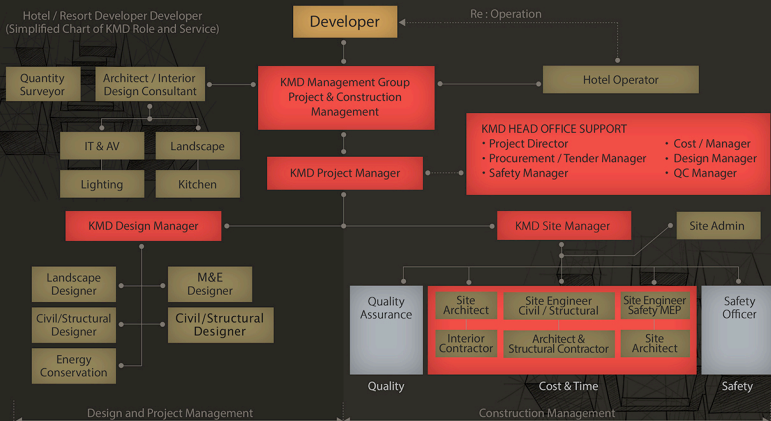 Hotel / Resort Developer Developer
(Simplified Chart of KMD Role and Service)
Developer
Re : Operation
Quantity
Surveyor
Architect / Interior
Design Consultant
KMD Management Group
Project & Construction
Management
Hotel Operator
IT & AV
Landscape
Lighting
Kitchen
KMD Project Manager
KMD HEAD OFFICE SUPPORT
• Project Director
• Procurement / Tender Manager
• Safety Manager
• Cost / Manager
• Design Manager
• QC Manager
KMD Design Manager
KMD Site Manager
Site Admin
Landscape
Designer
M&E
Designer
Civil/Structural
Designer
Civil/Structural
Designer
Energy
Conservation
Quality
Assurance
Site
Architect
Site Engineer
Civil / Structural
Site Engineer
Safety MEP
Safety
Officer
Interior
Contractor
Architect &
Structural Contractor
Site
Architect
Quality
Cost & Time
Safety
Design and Project Management
Construction Management